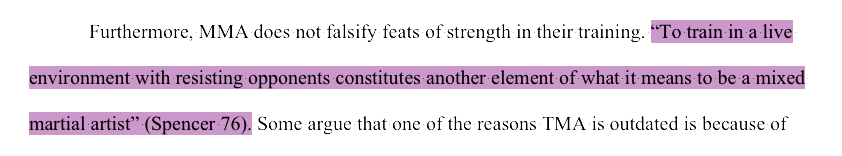 Furthermore, MMA does not falsify feats of strength in their training. “To train in a live
environment with resisting opponents constitutes another element of what it means to be a mixed
martial artist” (Spencer 76). Some argue that one of the reasons TMA is outdated is because of